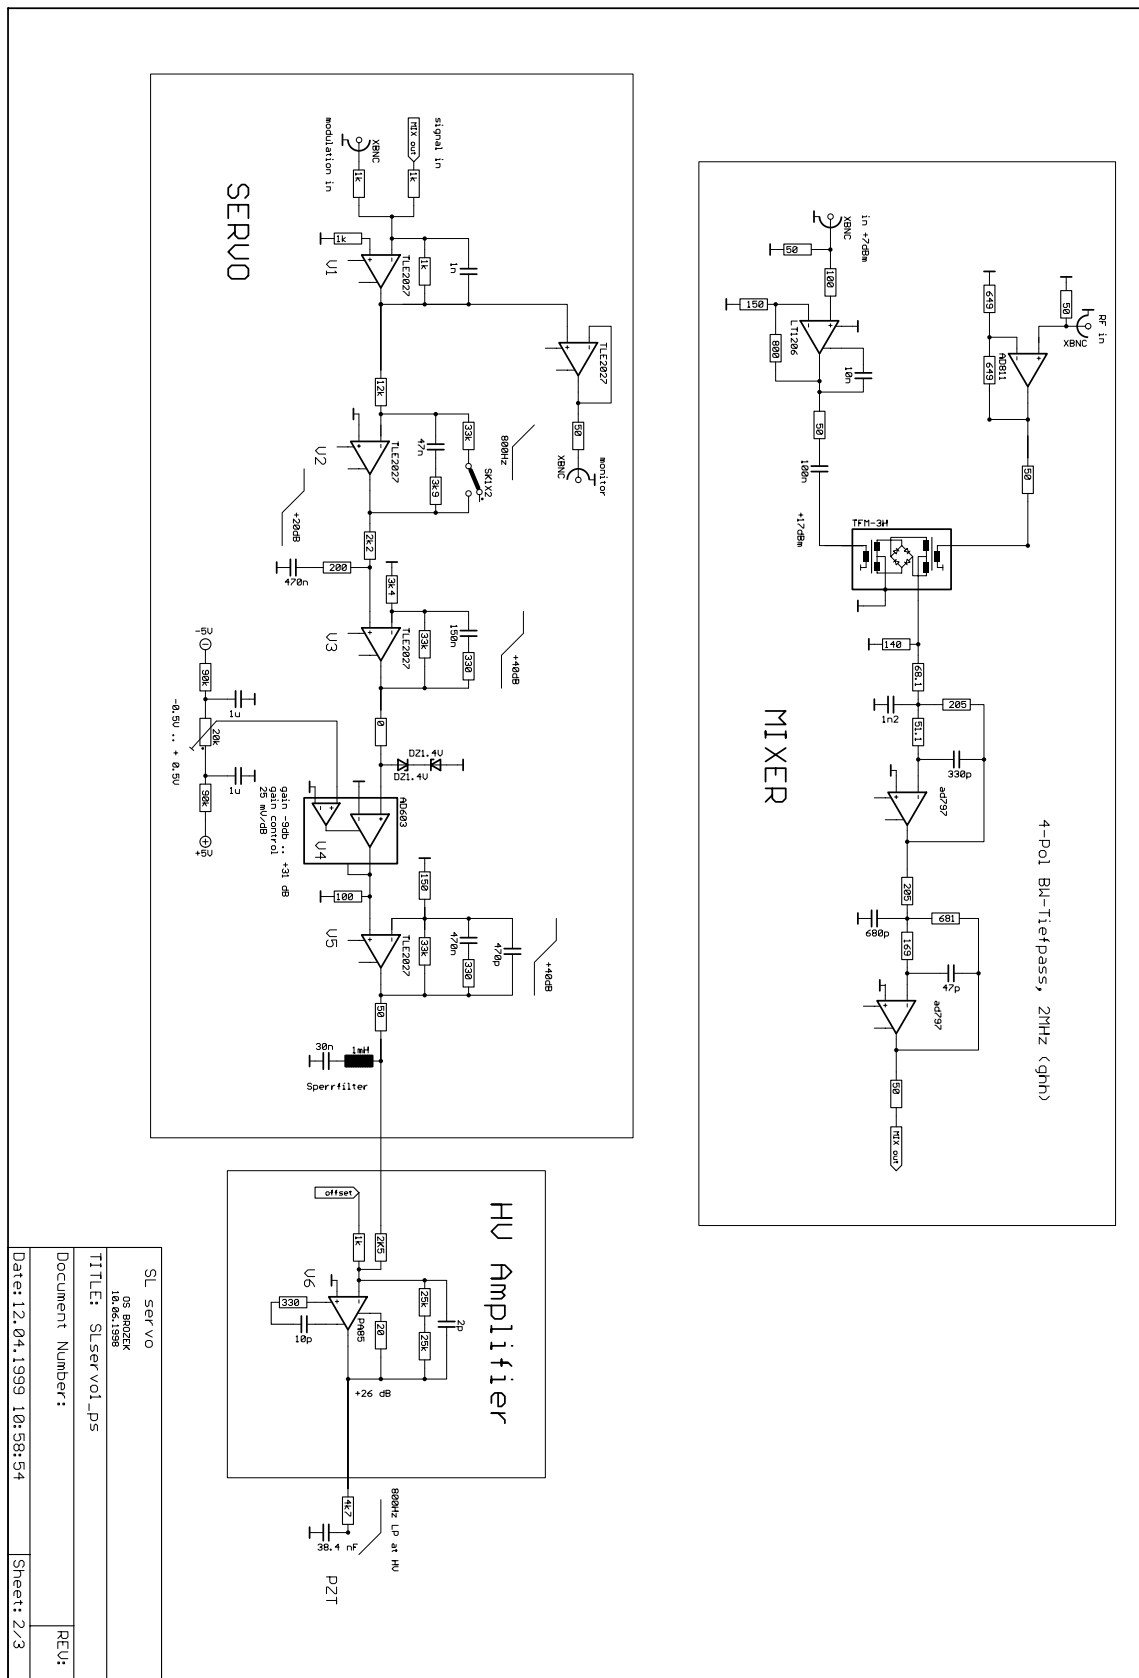 MIXER
4-Pol BW-Tiefpass, 2MHz (ghh)
RF in
XBNC
50
649
649
AD811
50
in +7dBm
XBNC
50
100
150
LT1206
800
10n
50
100n
+17dBm
TFM-3H
140
68.1
1n2
205
51.1
330p
ad797
205
680p
681
169
47p
ad797
50
MIX out
SERVO
signal in
MIX out
XBNC
modulation in
1k
1k
1k
V1
TLE2027
1k
1n
TLE2027
50
XBNC
monitor
12k
V2
TLE2027
47n
3k9
33k
SK1X2
800Hz
+20dB
2k2
200
470n
3k4
V3
TLE2027
33k
150n
330
+40dB
0
DZ1.4V
DZ1.4V
-5V
90k
1u
20k
1u
90k
+5V
-0.5V .. + 0.5V
AD603
V4
gain -9db .. +31 dB
gain control
25 mV/dB
100
150
V5
TLE2027
33k
470n
330
470p
+40dB
50
30n
1mH
Sperrfilter
HV Amplifier
offset
1k
2K5
V6
330
10p
PA85
20
25k
25k
2p
+26 dB
4k7
38.4 nF
800Hz LP at HV
PZT
SL servo
OS BROZEK
10.06.1998
TITLE: SLservo1_ps
Document Number:
REV:
Date: 12.04.1999 10:58:54
Sheet: 2/3